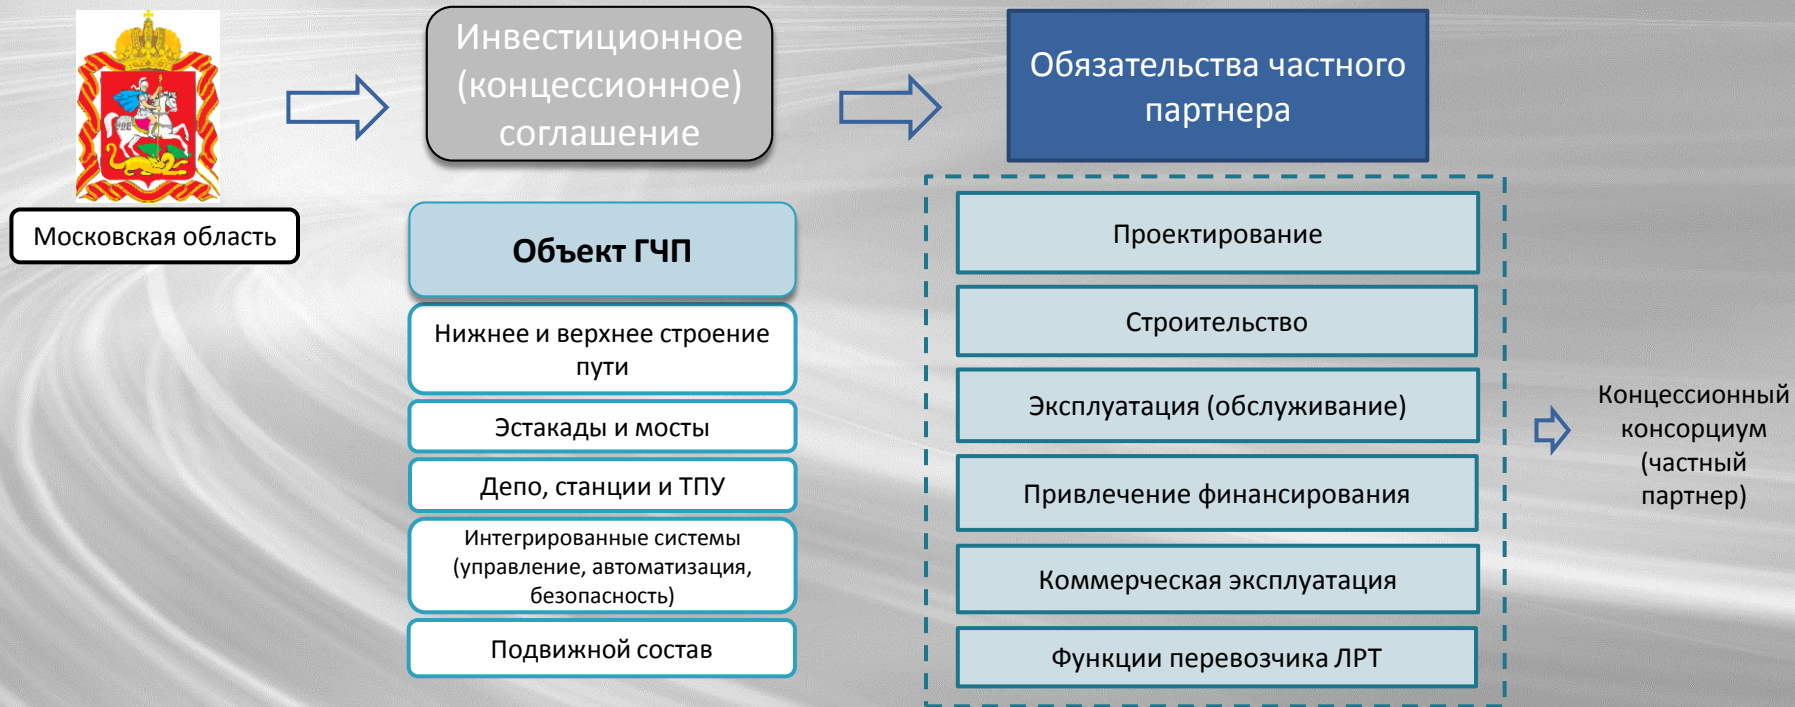 Московская область
Инвестиционное
(концессионное)
соглашение
Объект ГЧП
Нижнее и верхнее строение
пути
Эстакады и мосты
Депо, станции и ТПУ
Интегрированные системы
(управление, автоматизация,
безопасность)
Подвижной состав
Обязательства частного
партнера
Проектирование
Строительство
Эксплуатация (обслуживание)
Привлечение финансирования
Коммерческая эксплуатация
Функции перевозчика ЛРТ
Концессионный
консорциум
(частный
партнер)